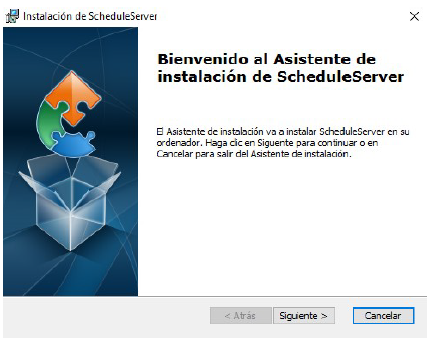 Instalación de ScheduleServer
Bienvenido al Asistente de
instalación de ScheduleServer
El Asistente de instalación va a instalar ScheduleServer en su
ordenador. Haga clic en Siguente para continuar o en
Cancelar para salir del Asistente de instalación.
< Atrás
Siguiente >
Cancelar